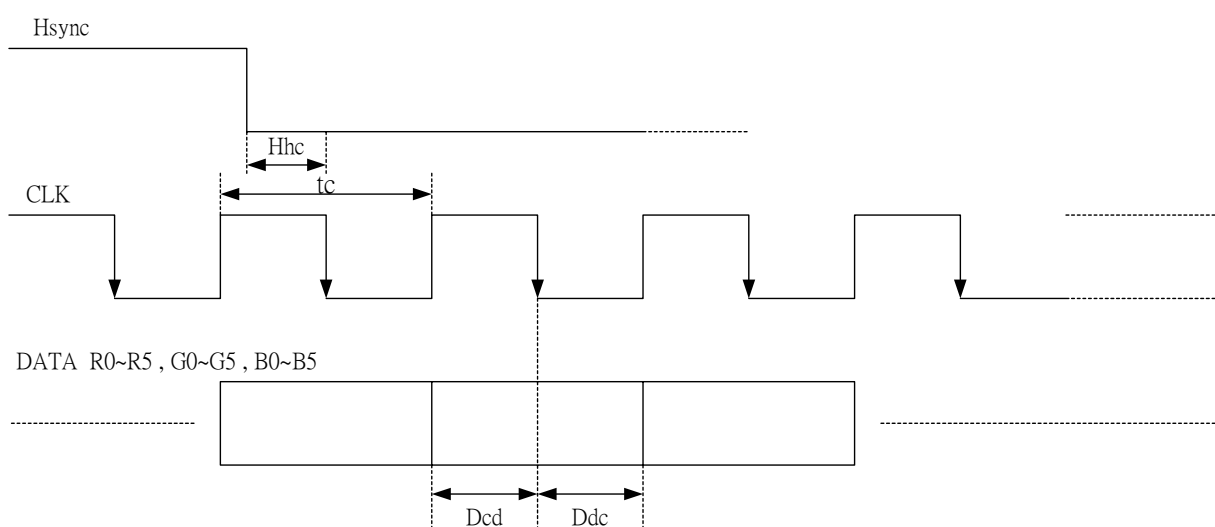 Hsync
Hhc
tc
CLK
DATA R0~R5 , G0~G5 , B0~B5
Dcd
Ddc